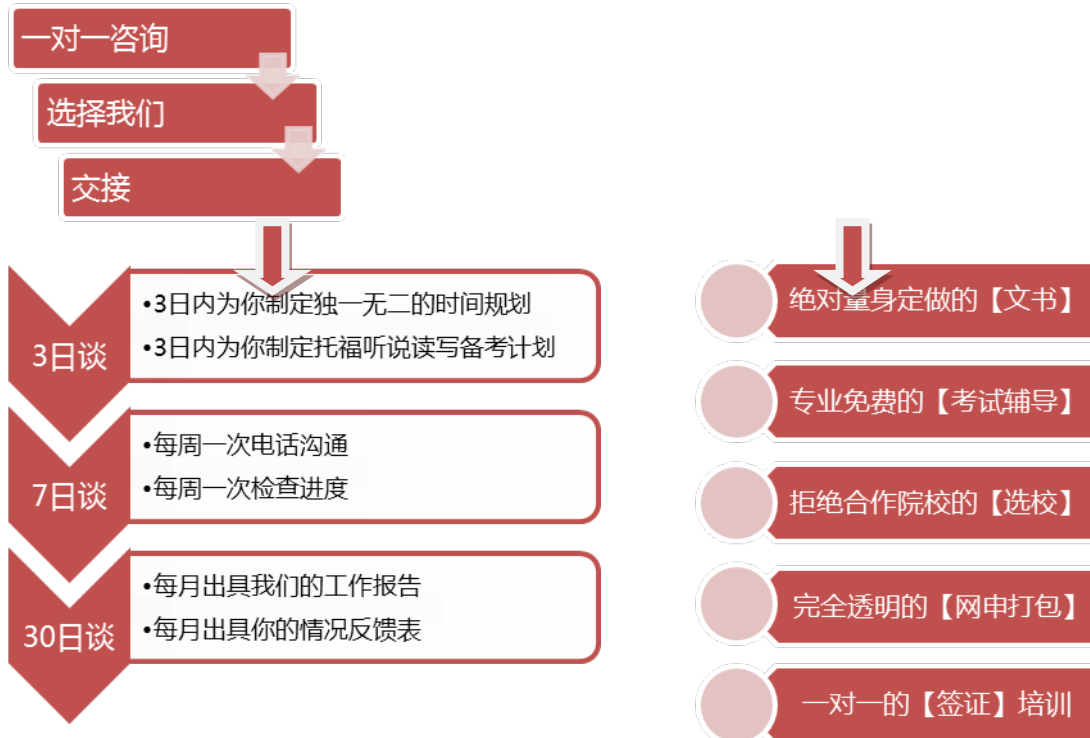 一对一咨询
选择我们
交接
3日谈
•3日内为你制定独一无二的时间规划
•3日内为你制定托福听说读写备考计划
7日谈
•每周一次电话沟通
•每周一次检查进度
30日谈
•每月出具我们的工作报告
•每月出具你的情况反馈表
绝对量身定做的【文书】
专业免费的【考试辅导】
拒绝合作院校的【选校】
完全透明的【网申打包】
一对一的【签证】培训